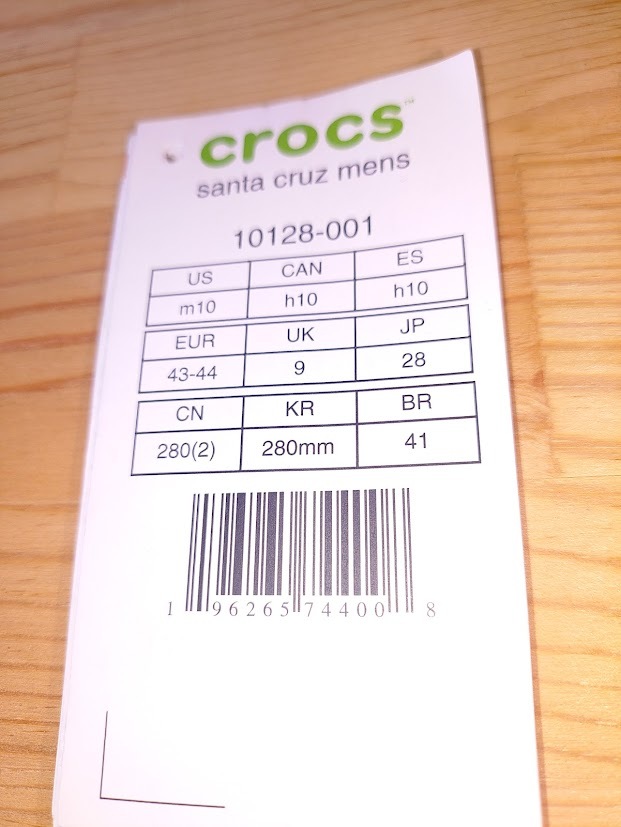 crocs™
santa cruz mens
10128-001
US CAN ES
m10 h10 h10
EUR UK JP
43-44 9 28
CN KR BR
280(2) 280mm 41
1 96265 74400 8